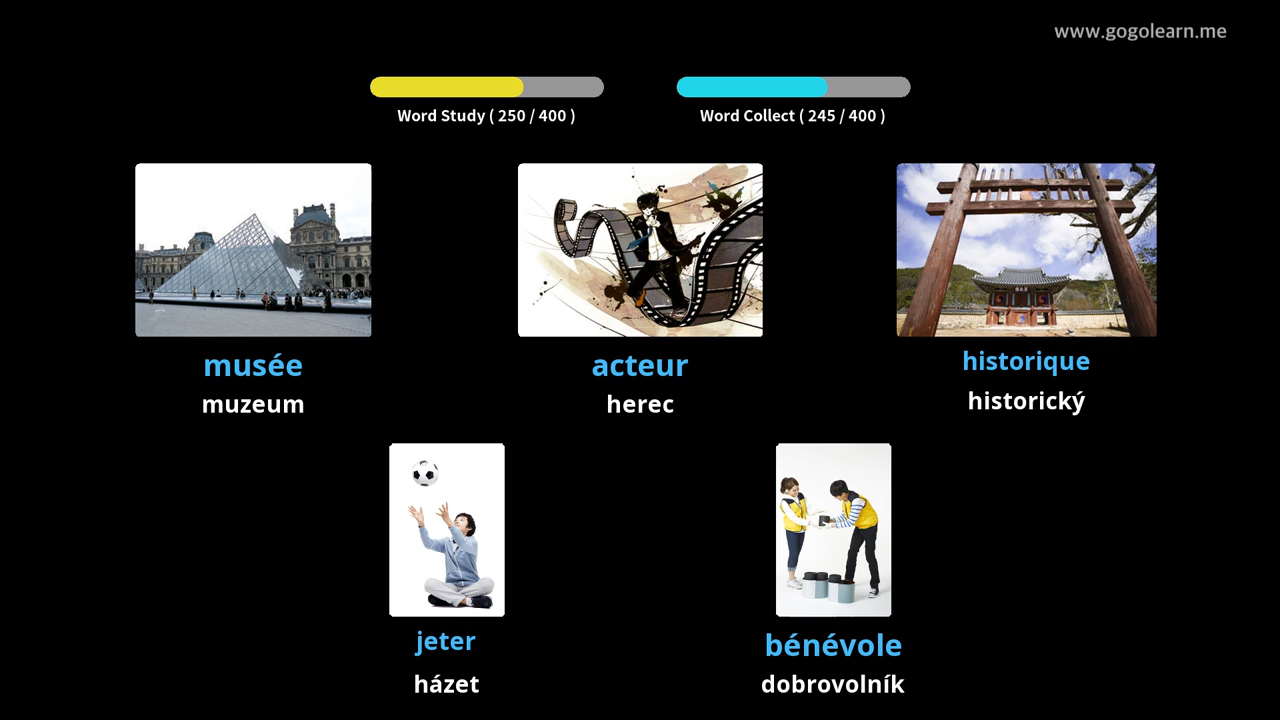 www.gogolearn.me
Word Study ( 250 / 400 )
Word Collect ( 245 / 400 )
musée
muzeum
acteur
herec
historique
historický
jeter
házet
bénévole
dobrovolník